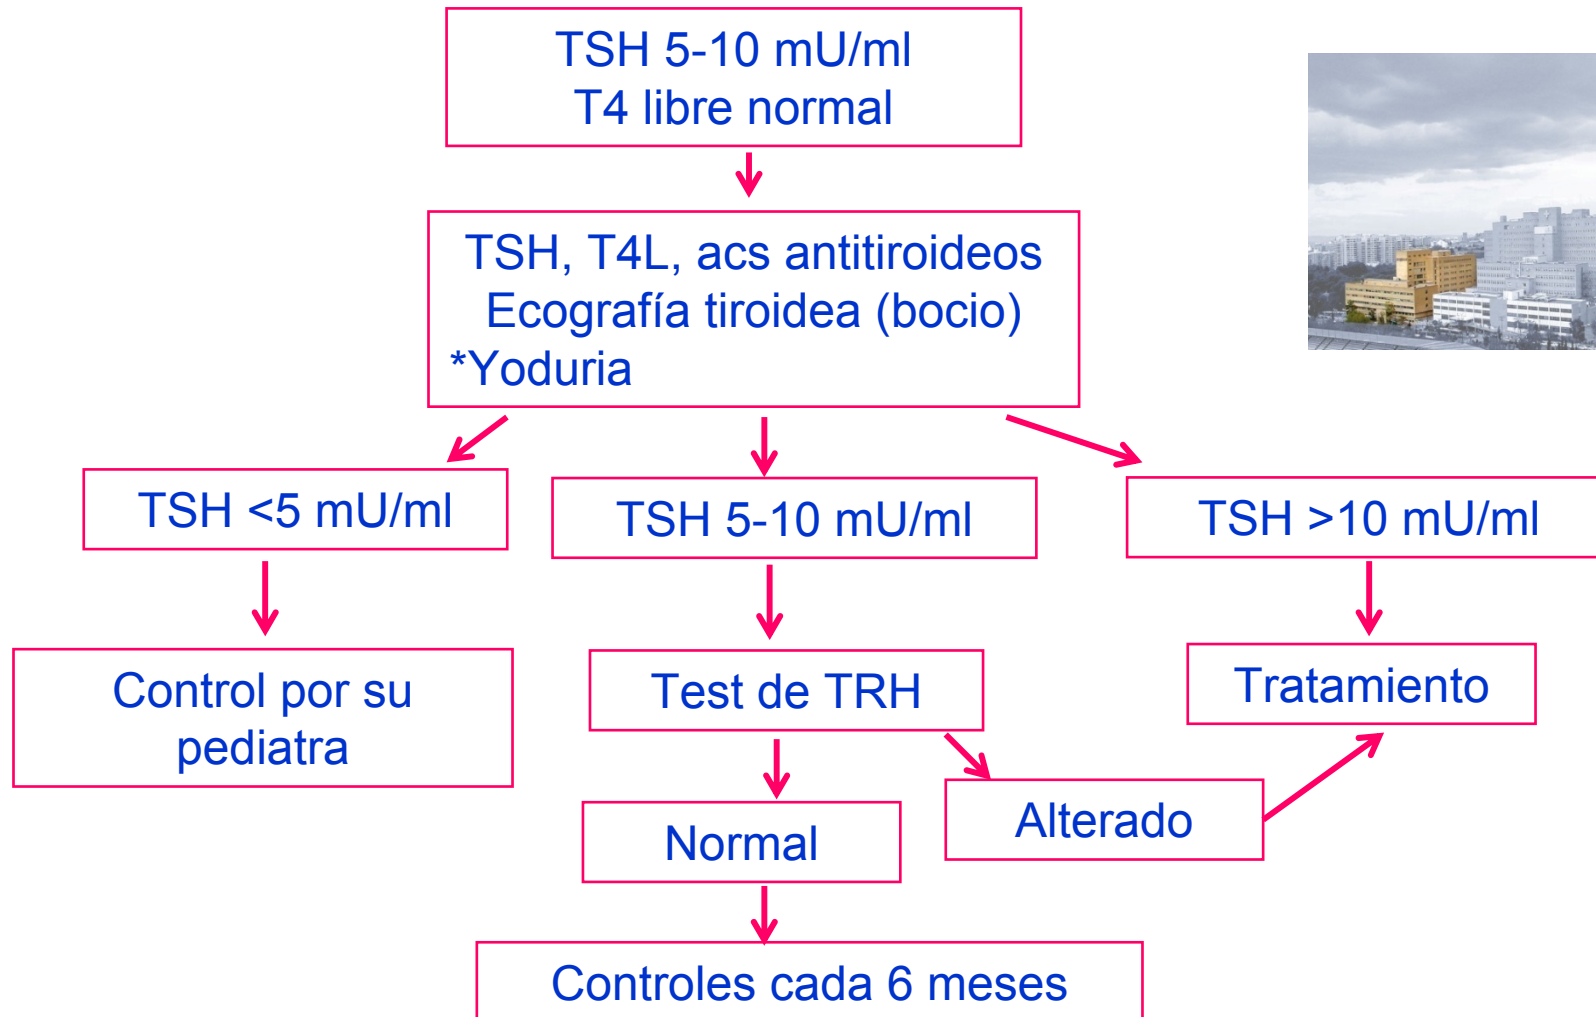 TSH 5-10 mU/ml
T4 libre normal
TSH, T4L, acs antitiroideos
Ecografía tiroidea (bocio)
*Yoduria
TSH <5 mU/ml
TSH 5-10 mU/ml
TSH >10 mU/ml
Control por su
pediatra
Test de TRH
Tratamiento
Normal
Alterado
Controles cada 6 meses